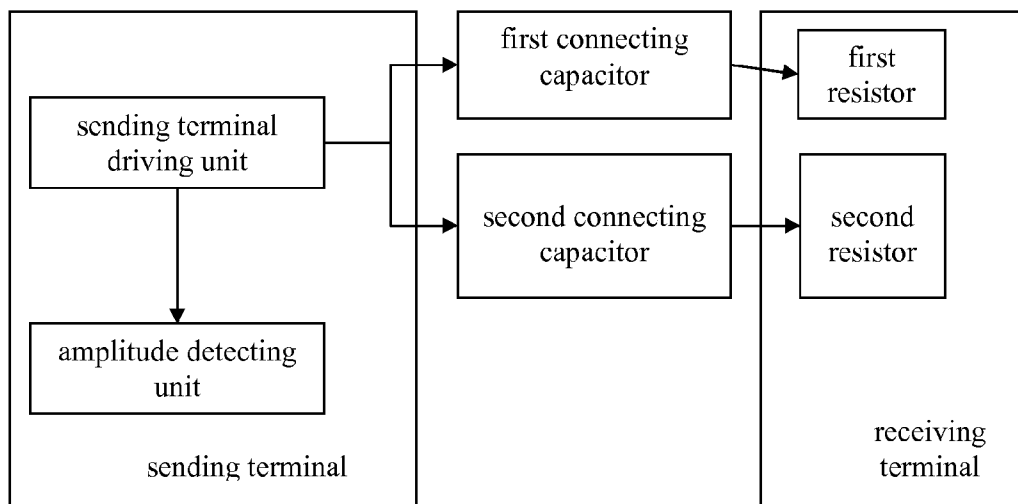 first connecting
capacitor
first
resistor
sending terminal
driving unit
second connecting
capacitor
second
resistor
amplitude detecting
unit
sending terminal
receiving
terminal